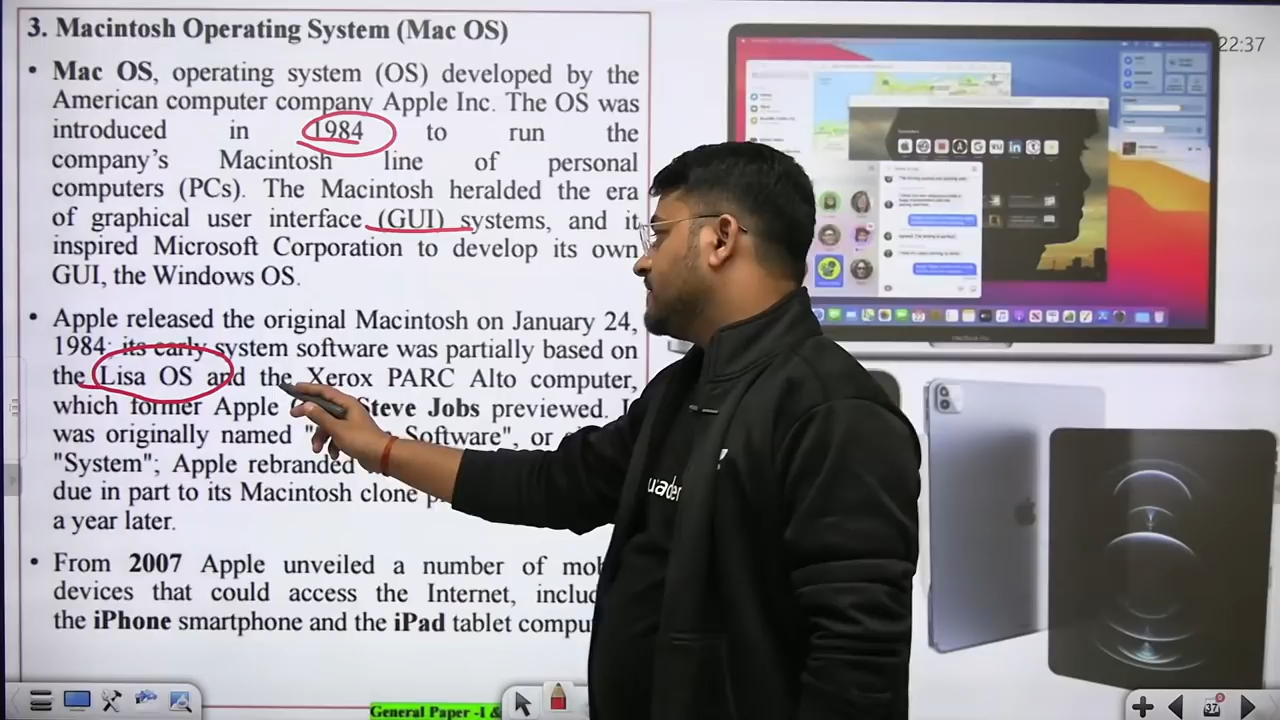 3. Macintosh Operating System (Mac OS)
22:37
• Mac OS, operating system (OS) developed by the
American computer company Apple Inc. The OS was
introduced in 1984 to run the
company's Macintosh line of personal
computers (PCs). The Macintosh heralded the era
of graphical user interface (GUI) systems, and it
inspired Microsoft Corporation to develop its own
GUI, the Windows OS.
• Apple released the original Macintosh on January 24,
1984; its early system software was partially based on
the Lisa OS and the Xerox PARC Alto computer,
which former Apple Steve Jobs previewed.
was originally named Software", or
"System"; Apple rebranded
due in part to its Macintosh clone
a year later.
• From 2007 Apple unveiled a number of
devices that could access the Internet,
the iPhone smartphone and the iPad tablet
General Paper -I &
37